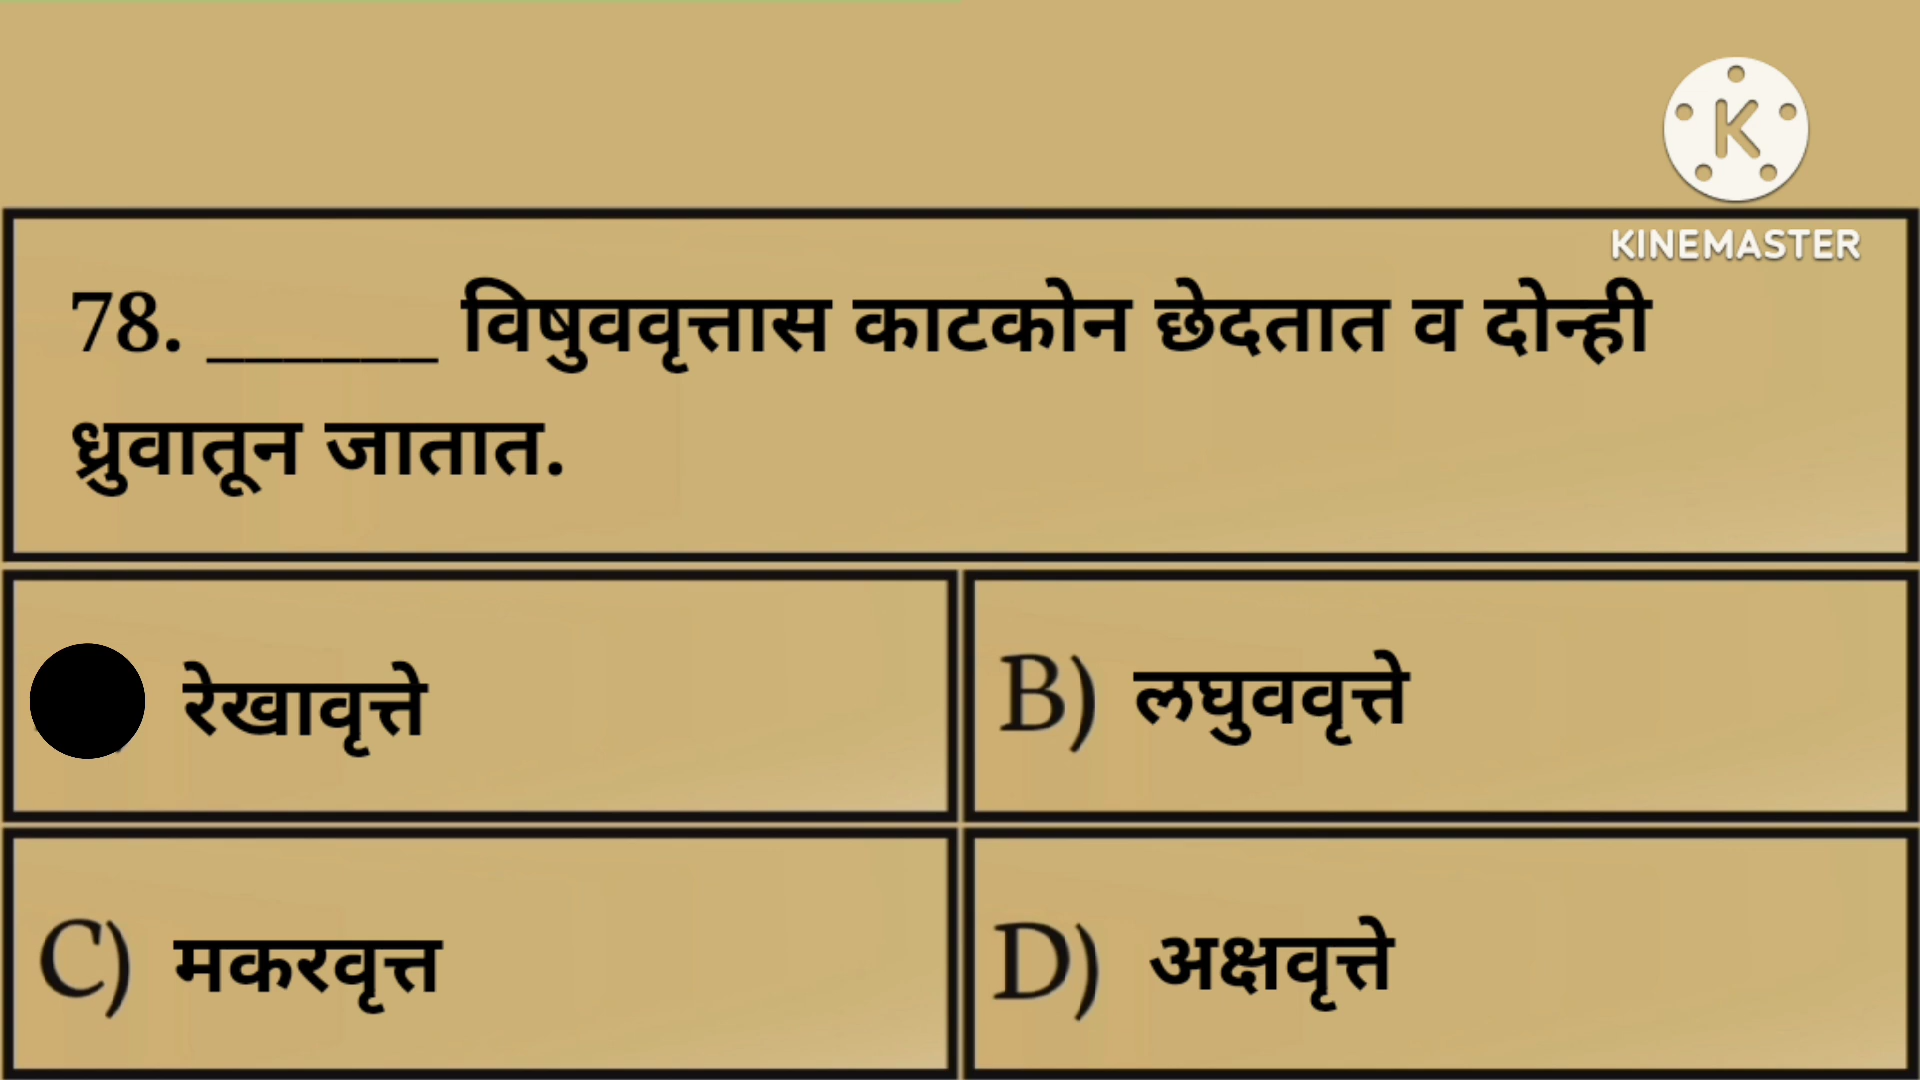 K
KINEMASTER
78. ______ विषुववृत्तास काटकोन छेदतात व दोन्ही
ध्रुवातून जातात.
रेखावृत्ते
B) लघुववृत्ते
C) मकरवृत्त
D) अक्षवृत्ते